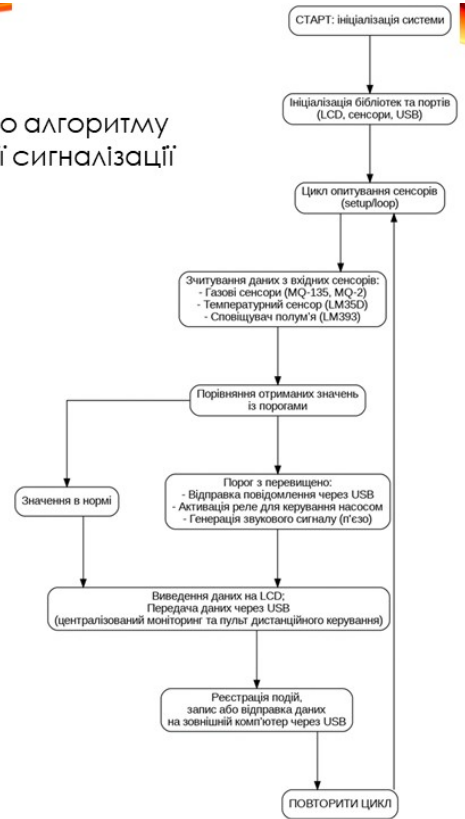 СТАРТ: ініціалізація системи
о алгоритму
ї сигналізації
Ініціалізація бібліотек та портів
(LCD, сенсори, USB)
Цикл опитування сенсорів
(setup/loop)
Зчитування даних з вхідних сенсорів:
- Газові сенсори (MQ-135, MQ-2)
- Температурний сенсор (LM35D)
- Сповіщувач полум'я (LM393)
Порівняння отриманих значень
із порогами
Значення в нормі
Порог з перевищено:
- Відправка повідомлення через USB
- Активація реле для керування насосом
- Генерація звукового сигналу (п'єзо)
Виведення даних на LCD;
Передача даних через USB
(централізований моніторинг та пульт дистанційного керування)
Реєстрація подій,
запис або відправка даних
на зовнішній комп'ютер через USB
ПОВТОРИТИ ЦИКЛ